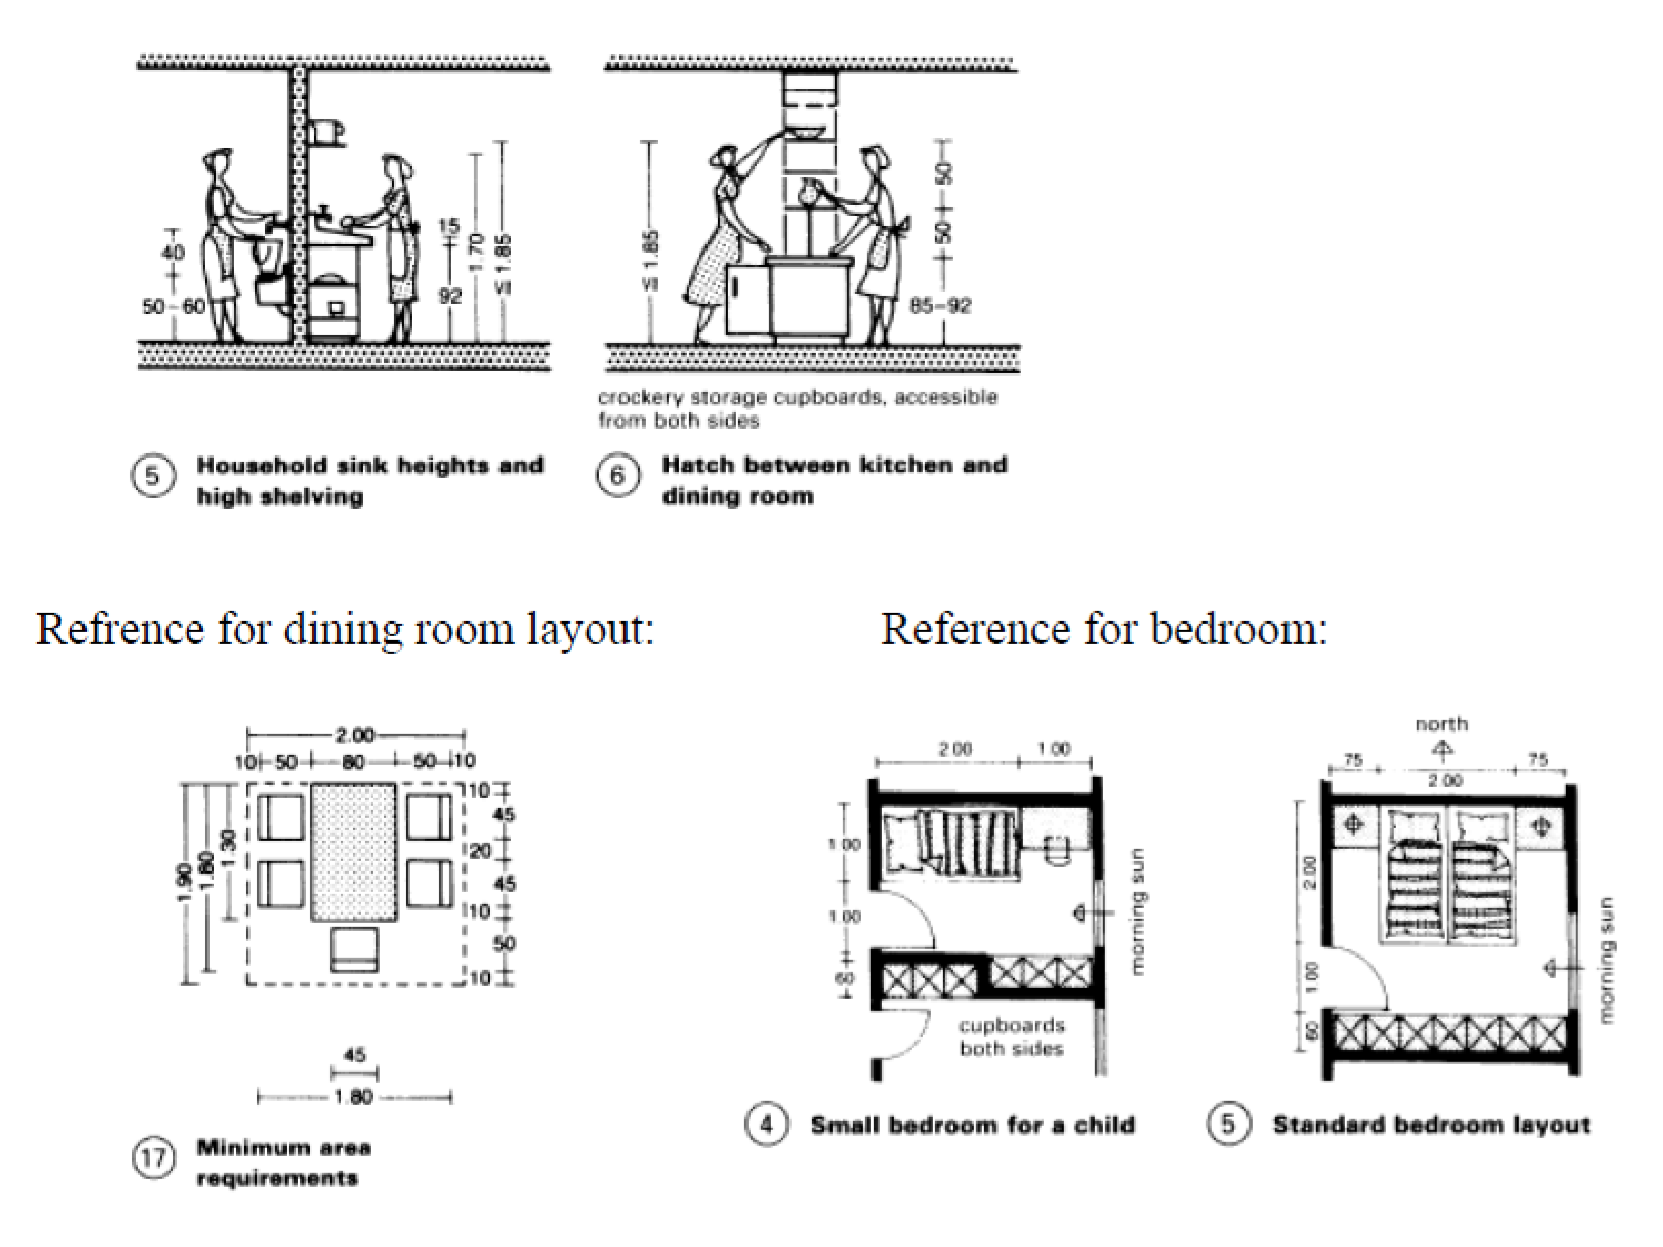 40
50-60
15
92
1.70
VII 1.85
VII 1.85
50
50
85-92
crockery storage cupboards, accessible
from both sides
5 Household sink heights and
high shelving
6 Hatch between kitchen and
dining room
Refrence for dining room layout:
Reference for bedroom:
2.00
10 50 80 50 10
1.90
1.80
1.30
10
45
20
45
10
50
10
45
1.80
17 Minimum area
requirements
2 00 1 00
1 00
1 00
60
morning sun
cupboards
both sides
4 Small bedroom for a child
north
75 75
2 00
2.00
1 00
60
morning sun
5 Standard bedroom layout